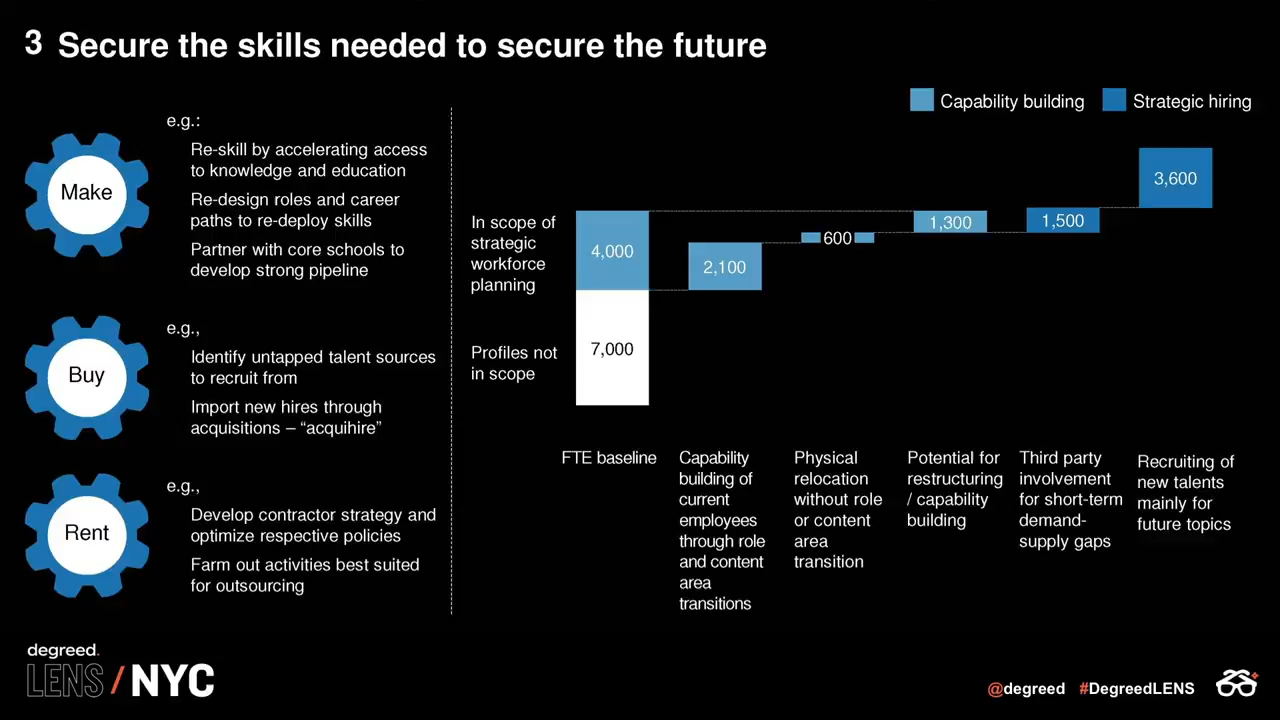 3 Secure the skills needed to secure the future
Capability building
Strategic hiring
Make
e.g.:
Re-skill by accelerating access
to knowledge and education
Re-design roles and career
paths to re-deploy skills
Partner with core schools to
develop strong pipeline
Buy
e.g.,
Identify untapped talent sources
to recruit from
Import new hires through
acquisitions – “acquihire”
Rent
e.g.,
Develop contractor strategy and
optimize respective policies
Farm out activities best suited
for outsourcing
In scope of
strategic
workforce
planning
Profiles not
in scope
4,000
7,000
2,100
600
1,300
1,500
3,600
FTE baseline
Capability
building of
current
employees
through role
and content
area
transitions
Physical
relocation
without role
or content
area
transition
Potential for
restructuring
/ capability
building
Third party
involvement
for short-term
demand-
supply gaps
Recruiting of
new talents
mainly for
future topics
degreed.
LENS / NYC
@degreed #DegreedLENS